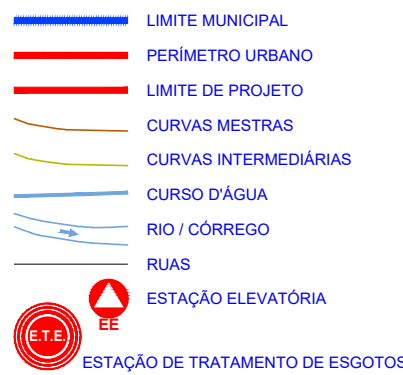 LIMITE MUNICIPAL
PERÍMETRO URBANO
LIMITE DE PROJETO
CURVAS MESTRAS
CURVAS INTERMEDIÁRIAS
CURSO D'ÁGUA
RIO / CÓRREGO
RUAS
ESTAÇÃO ELEVATÓRIA
EE
E.T.E.
ESTAÇÃO DE TRATAMENTO DE ESGOTOS